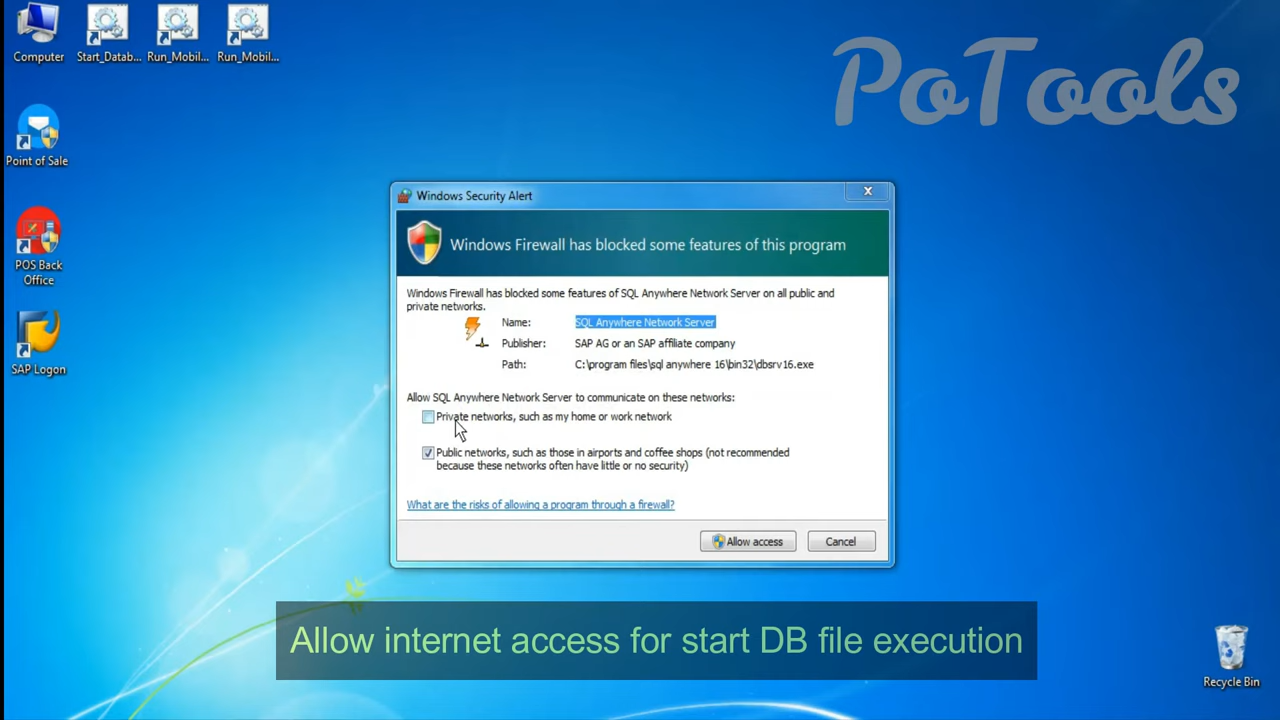 Computer
Start_Datab...
Run_Mobil...
Run_Mobil...
PoTools
Point of Sale
POS Back
Office
SAP Logon
Windows Security Alert
Windows Firewall has blocked some features of this program
Windows Firewall has blocked some features of SQL Anywhere Network Server on all public and
private networks.
Name: SQL Anywhere Network Server
Publisher: SAP AG or an SAP affiliate company
Path: C:\program files\sql anywhere 16\bin32\dbsrv16.exe
Allow SQL Anywhere Network Server to communicate on these networks:
Private networks, such as my home or work network
Public networks, such as those in airports and coffee shops (not recommended
because these networks often have little or no security)
What are the risks of allowing a program through a firewall?
Allow access
Cancel
Allow internet access for start DB file execution
Recycle Bin